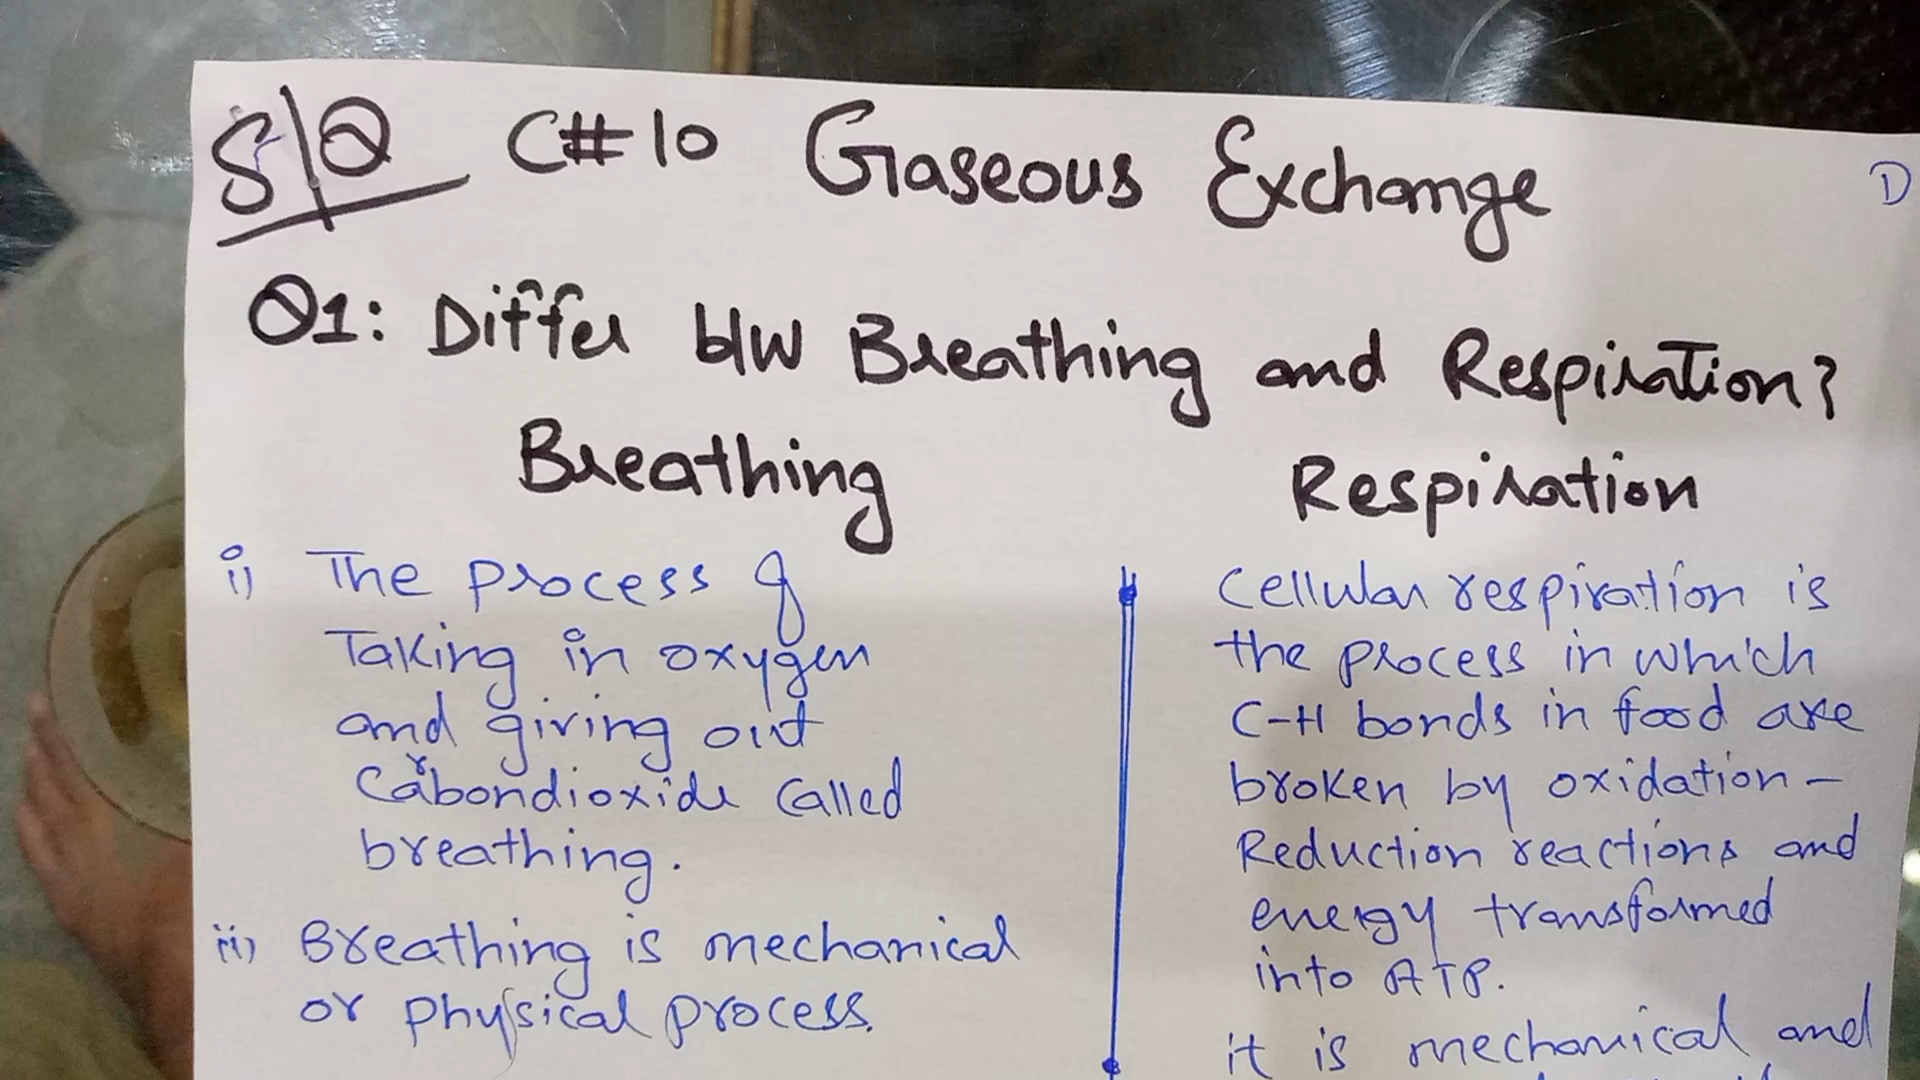 S/Q C#10 Gaseous Exchange
D
Q1: Differ b/w Breathing and Respiration?
Breathing
i) The process of
Taking in oxygen
and giving out
Carbondioxide called
breathing.
ii) Breathing is mechanical
or physical process.
Respiration
Cellular respiration is
the process in which
C-H bonds in food are
broken by oxidation-
Reduction reactions and
energy transformed
into ATP.
it is mechanical and